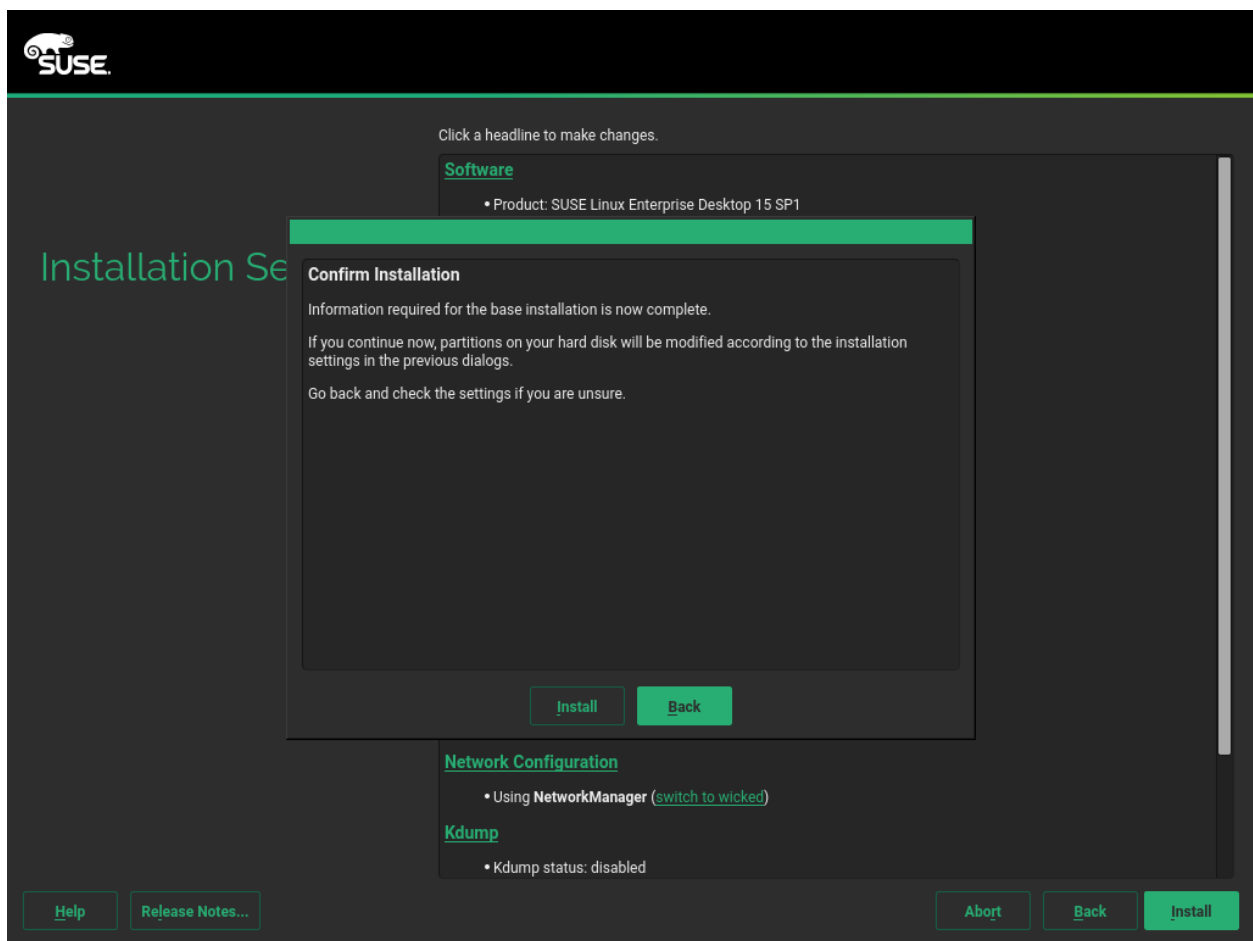 SUSE.
Click a headline to make changes.
Software
• Product: SUSE Linux Enterprise Desktop 15 SP1
Installation Se
Confirm Installation
Information required for the base installation is now complete.
If you continue now, partitions on your hard disk will be modified according to the installation
settings in the previous dialogs.
Go back and check the settings if you are unsure.
Install
Back
Network Configuration
• Using NetworkManager (switch to wicked)
Kdump
• Kdump status: disabled
Help
Release Notes...
Abort
Back
Install